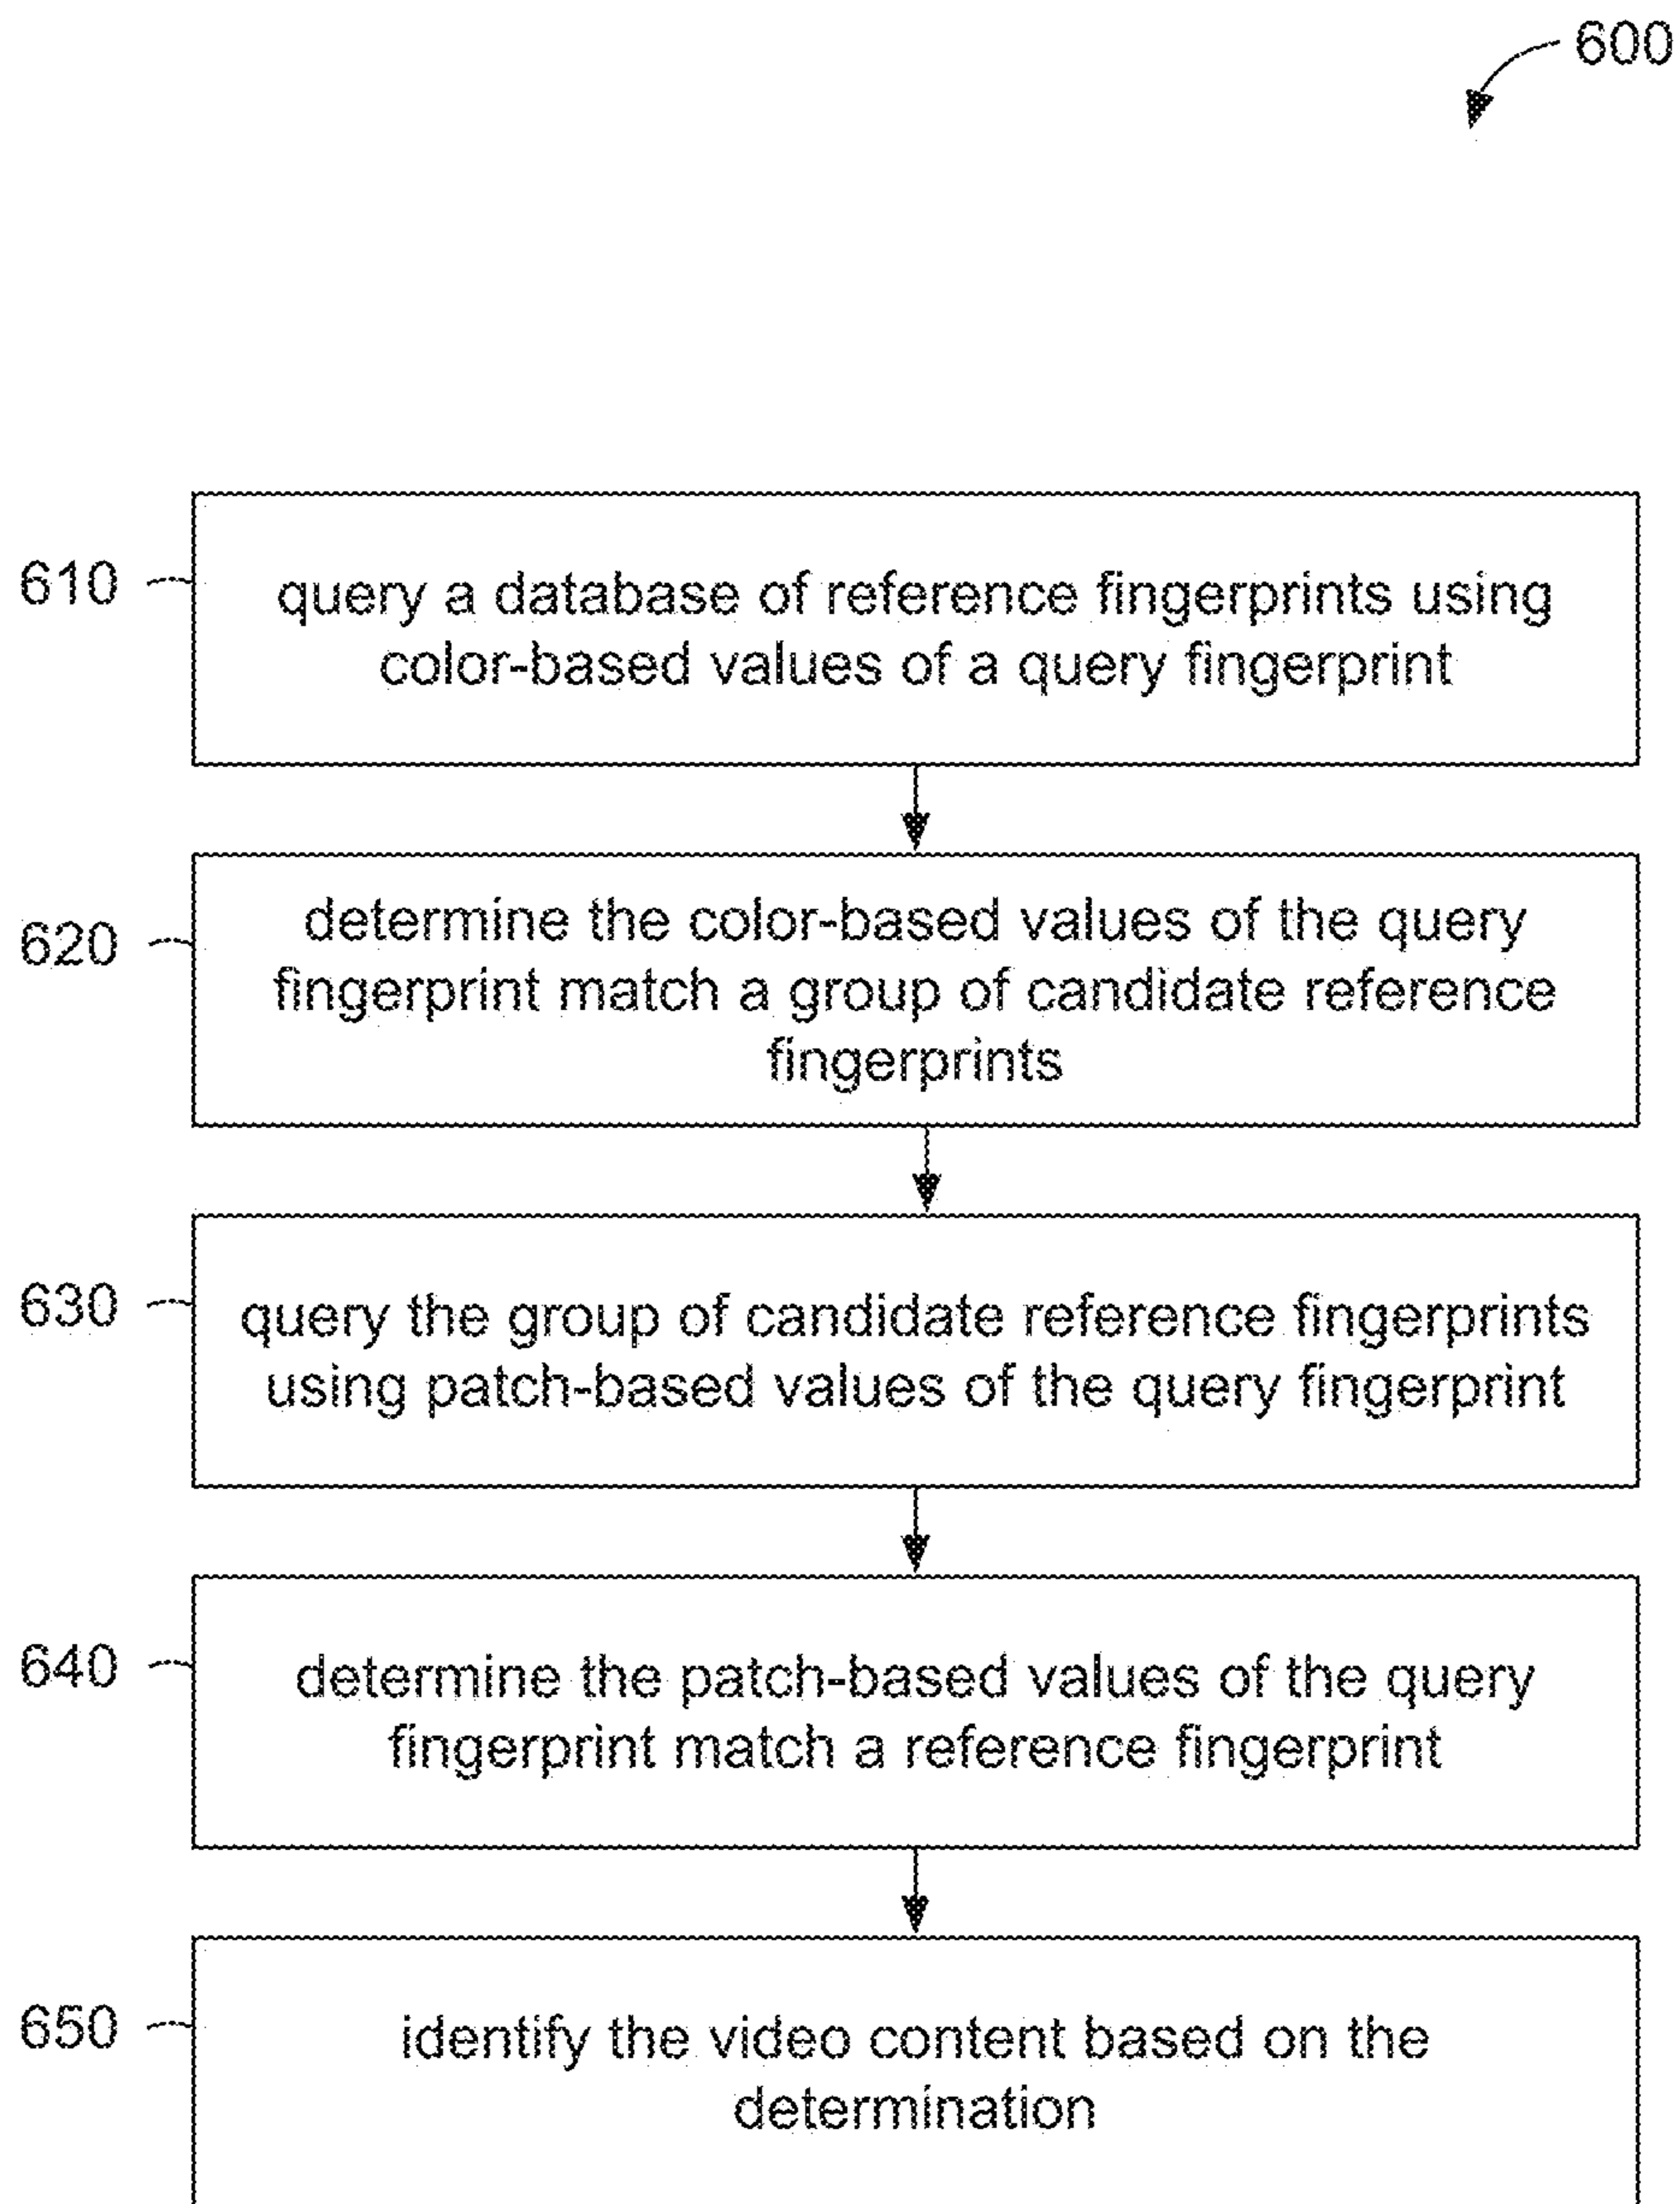 600
610
query a database of reference fingerprints using
color-based values of a query fingerprint
620
determine the color-based values of the query
fingerprint match a group of candidate reference
fingerprints
630
query the group of candidate reference fingerprints
using patch-based values of the query fingerprint
640
determine the patch-based values of the query
fingerprint match a reference fingerprint
650
identify the video content based on the
determination